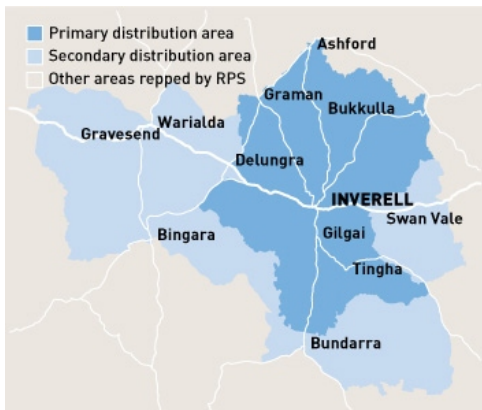 Primary distribution area
Secondary distribution area
Other areas repped by RPS
Ashford
Graman
Bukkulla
Warialda
Gravesend
Delungra
INVERELL
Swan Vale
Gilgai
Bingara
Tingha
Bundarra